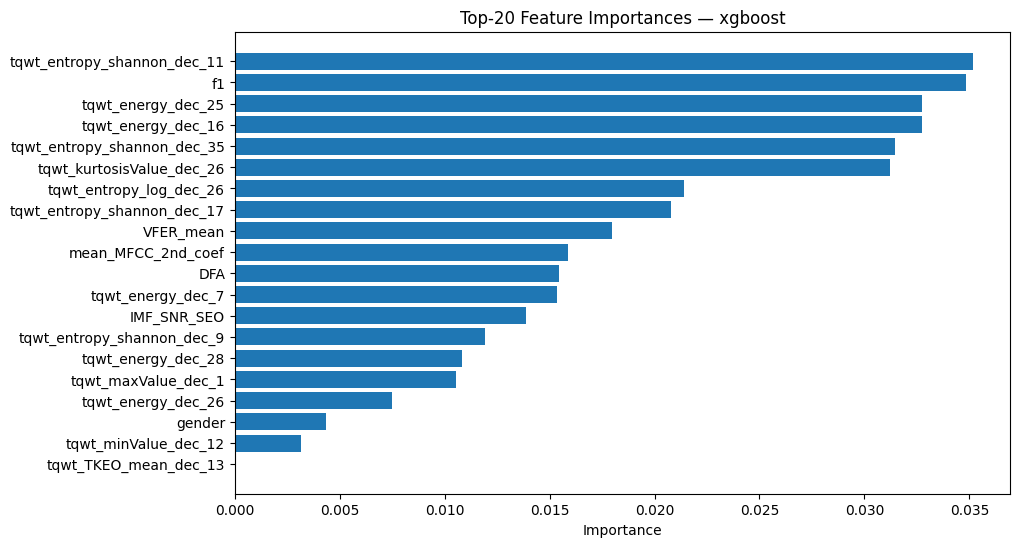 Top-20 Feature Importances — xgboost
tqwt_entropy_shannon_dec_11
f1
tqwt_energy_dec_25
tqwt_energy_dec_16
tqwt_entropy_shannon_dec_35
tqwt_kurtosisValue_dec_26
tqwt_entropy_log_dec_26
tqwt_entropy_shannon_dec_17
VFER_mean
mean_MFCC_2nd_coef
DFA
tqwt_energy_dec_7
IMF_SNR_SEO
tqwt_entropy_shannon_dec_9
tqwt_energy_dec_28
tqwt_maxValue_dec_1
tqwt_energy_dec_26
gender
tqwt_minValue_dec_12
tqwt_TKEO_mean_dec_13
0.000 0.005 0.010 0.015 0.020 0.025 0.030 0.035
Importance